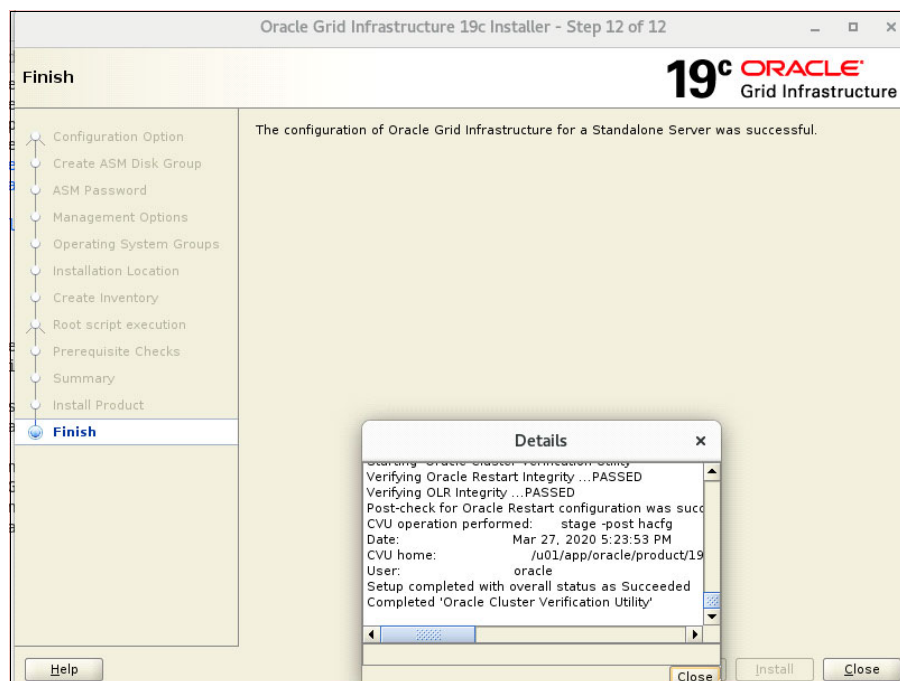 Oracle Grid Infrastructure 19c Installer - Step 12 of 12
Finish
19c ORACLE
Grid Infrastructure
Configuration Option
Create ASM Disk Group
ASM Password
Management Options
Operating System Groups
Installation Location
Create Inventory
Root script execution
Prerequisite Checks
Summary
Install Product
Finish
The configuration of Oracle Grid Infrastructure for a Standalone Server was successful.
Details
Starting 'Oracle Cluster Verification Utility'
Verifying Oracle Restart Integrity ...PASSED
Verifying OLR Integrity ...PASSED
Post-check for Oracle Restart configuration was succ
CVU operation performed: stage -post hacfg
Date: Mar 27, 2020 5:23:53 PM
CVU home: /u01/app/oracle/product/19
User: oracle
Setup completed with overall status as Succeeded
Completed 'Oracle Cluster Verification Utility'
Close
Help
Install
Close